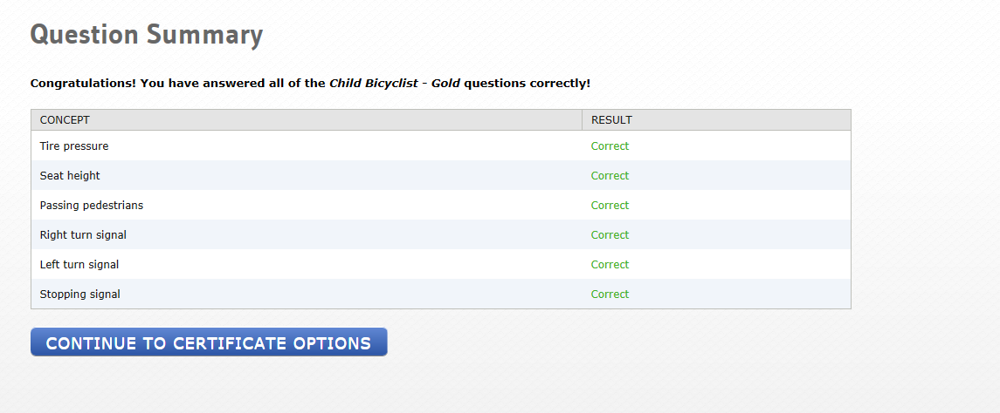 Question Summary
Congratulations! You have answered all of the Child Bicyclist - Gold questions correctly!
CONCEPT RESULT
Tire pressure Correct
Seat height Correct
Passing pedestrians Correct
Right turn signal Correct
Left turn signal Correct
Stopping signal Correct
CONTINUE TO CERTIFICATE OPTIONS